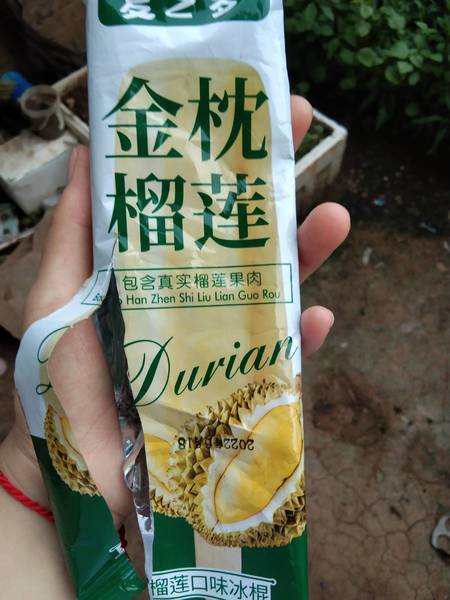 金枕
榴莲
包含真实榴莲果肉
Han Zhen Shi Liu Lian Guo Rou
Durian
榴莲口味冰棍